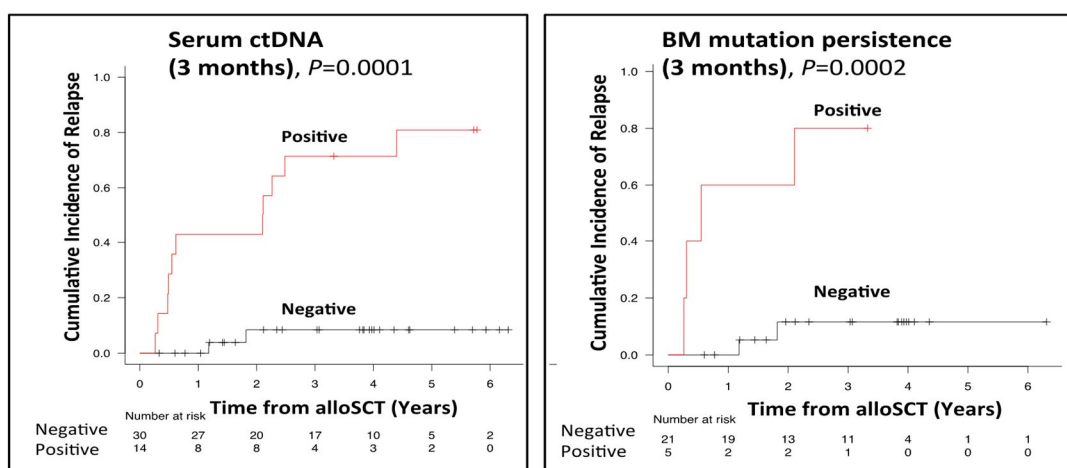 Serum ctDNA
(3 months), P=0.0001
Cumulative Incidence of Relapse
1.0
0.8
0.6
0.4
0.2
0.0
Positive
Negative
0 1 2 3 4 5 6
Number at risk
Time from alloSCT (Years)
Negative 30 27 20 17 10 5 2
Positive 14 8 8 4 3 2 0
BM mutation persistence
(3 months), P=0.0002
Cumulative Incidence of Relapse
1.0
0.8
0.6
0.4
0.2
0.0
Positive
Negative
0 1 2 3 4 5 6
Number at risk
Time from alloSCT (Years)
Negative 21 19 13 11 4 1 1
Positive 5 2 2 1 0 0 0